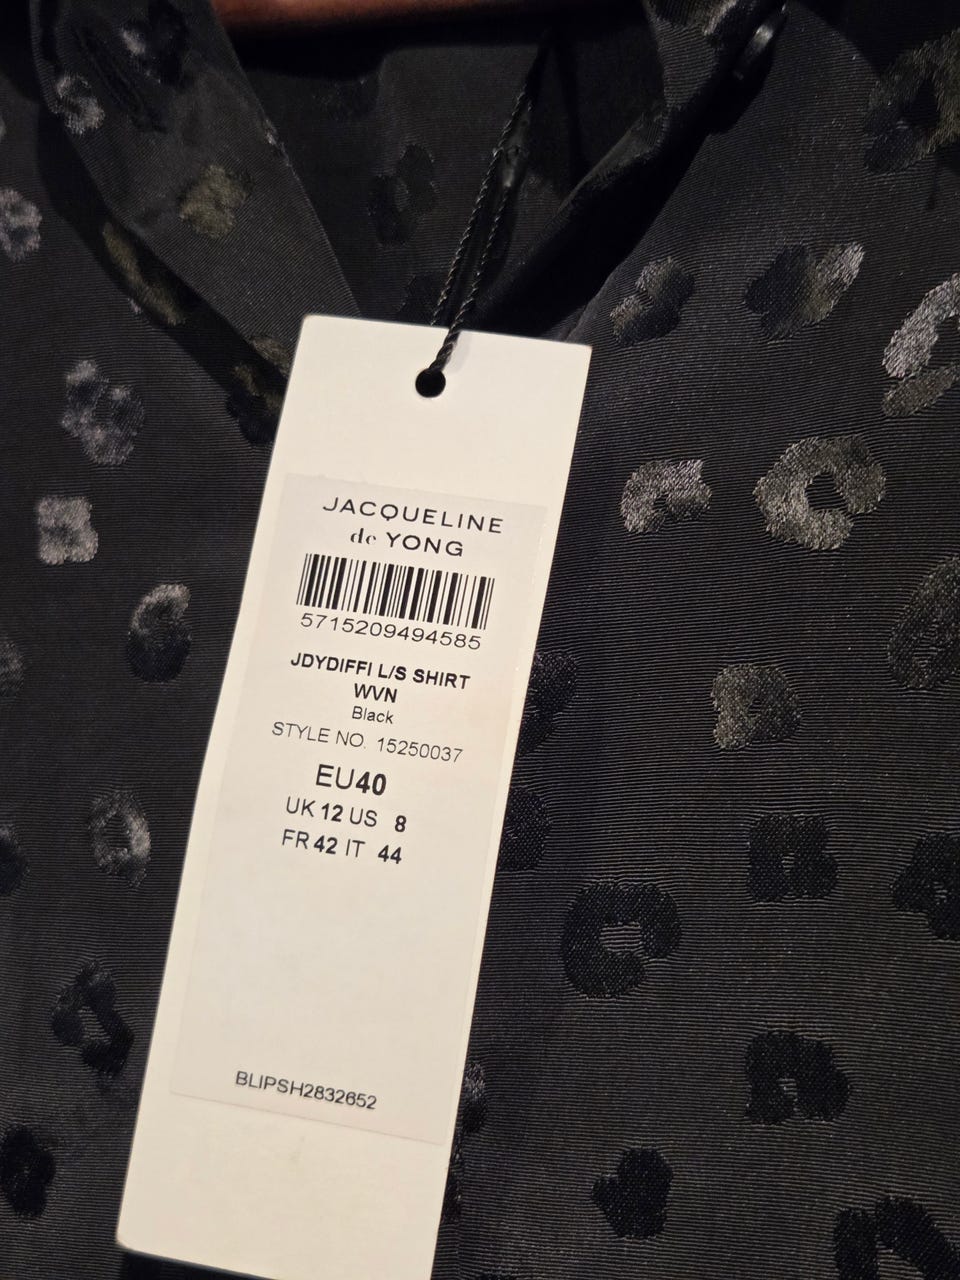 JACQUELINE
de YONG
5715209494585
JDYDIFFI L/S SHIRT
WVN
Black
STYLE NO. 15250037
EU40
UK 12 US 8
FR 42 IT 44
BLIPSH2832652